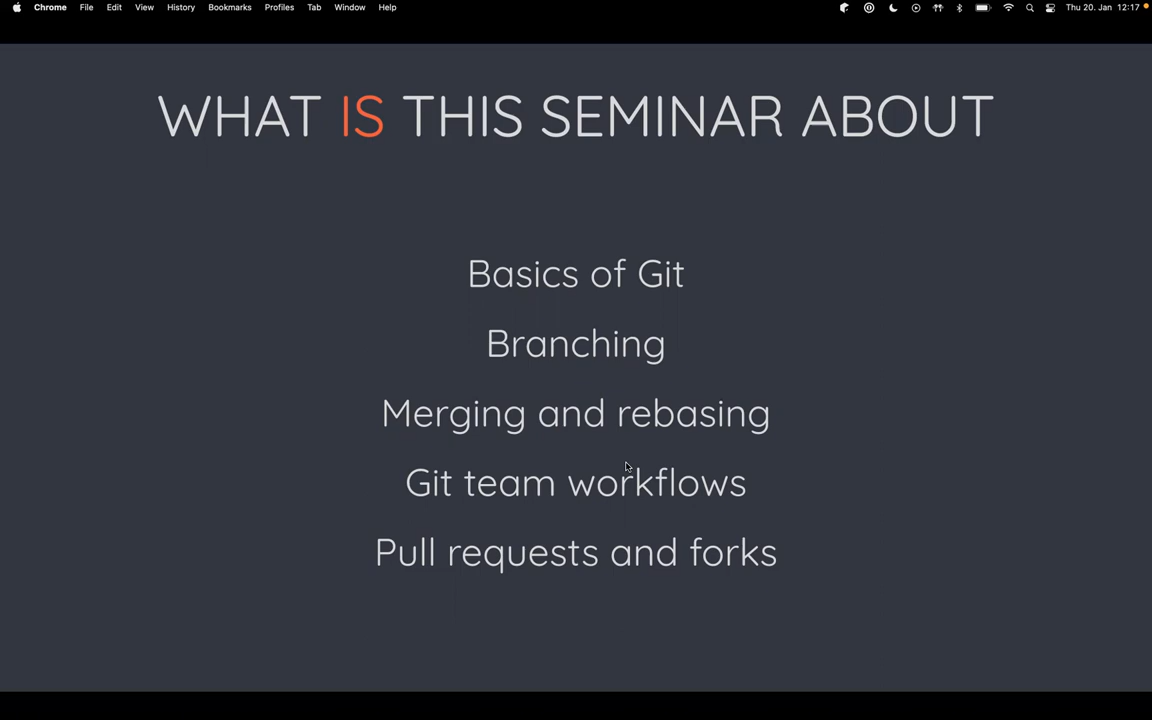 Chrome File Edit View History Bookmarks Profiles Tab Window Help Thu 20. Jan 12:17
WHAT IS THIS SEMINAR ABOUT
Basics of Git
Branching
Merging and rebasing
Git team workflows
Pull requests and forks